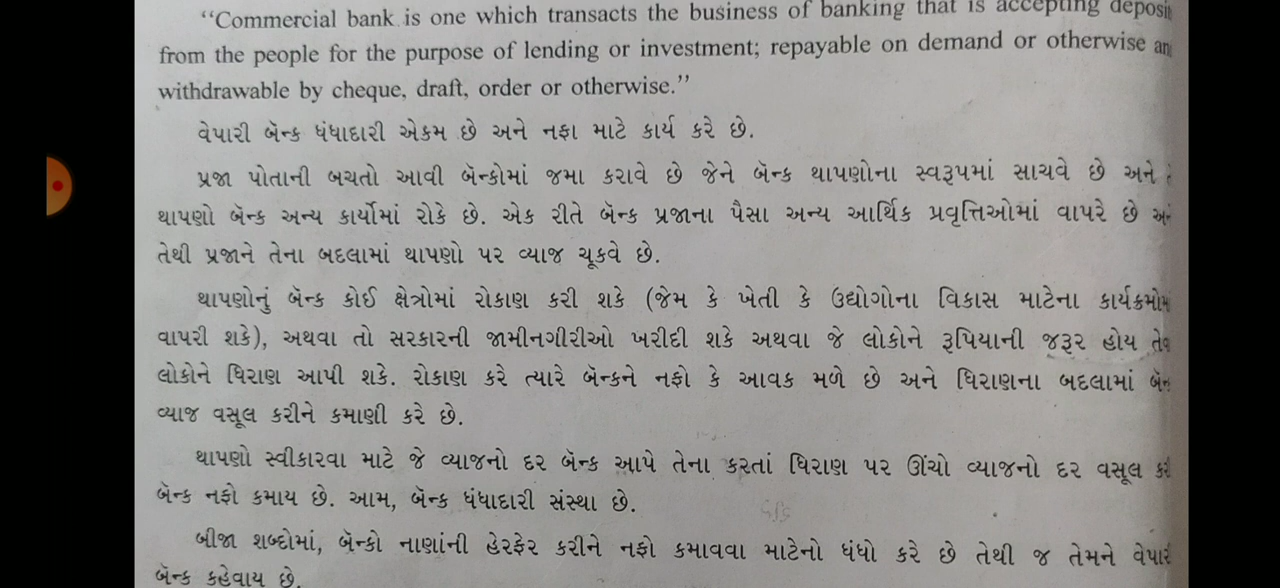 “Commercial bank is one which transacts the business of banking that is accepting
from the people for the purpose of lending or investment; repayable on demand or otherwise
withdrawable by cheque, draft, order or otherwise.”
વેપારી બૅન્ક ધંધાદારી એકમ છે અને નફા માટે કાર્ય કરે છે.
પ્રજા પોતાની બચતો આવી બૅન્કોમાં જમા કરાવે છે જેને બૅન્ક થાપણોના સ્વરૂપમાં સાચવે છે અને
થાપણો બૅન્ક અન્ય કાર્યોમાં રોકે છે. એક રીતે બૅન્ક પ્રજાના પૈસા અન્ય આર્થિક પ્રવૃત્તિઓમાં વાપરે છે
તેથી પ્રજાને તેના બદલામાં થાપણો પર વ્યાજ ચૂકવે છે.
થાપણોનું બૅન્ક કોઈ ક્ષેત્રોમાં રોકાણ કરી શકે (જેમ કે ખેતી કે ઉદ્યોગોના વિકાસ માટેના
વાપરી શકે), અથવા તો સરકારની જામીનગીરીઓ ખરીદી શકે અથવા જે લોકોને રૂપિયાની જરૂર હોય
લોકોને ધિરાણ આપી શકે. રોકાણ કરે ત્યારે બૅન્કને નફો કે આવક મળે છે અને ધિરાણના બદલામાં
વ્યાજ વસૂલ કરીને કમાણી કરે છે.
થાપણો સ્વીકારવા માટે જે વ્યાજનો દર બૅન્ક આપે તેના કરતાં ધિરાણ પર ઊંચો વ્યાજનો દર વસૂલ
બૅન્ક નફો કમાય છે. આમ, બૅન્ક ધંધાદારી સંસ્થા છે.
બીજા શબ્દોમાં, બૅન્કો નાણાંની હેરફેર કરીને નફો કમાવવા માટેનો ધંધો કરે છે તેથી જ તેમને
બૅન્ક કહેવાય છે.